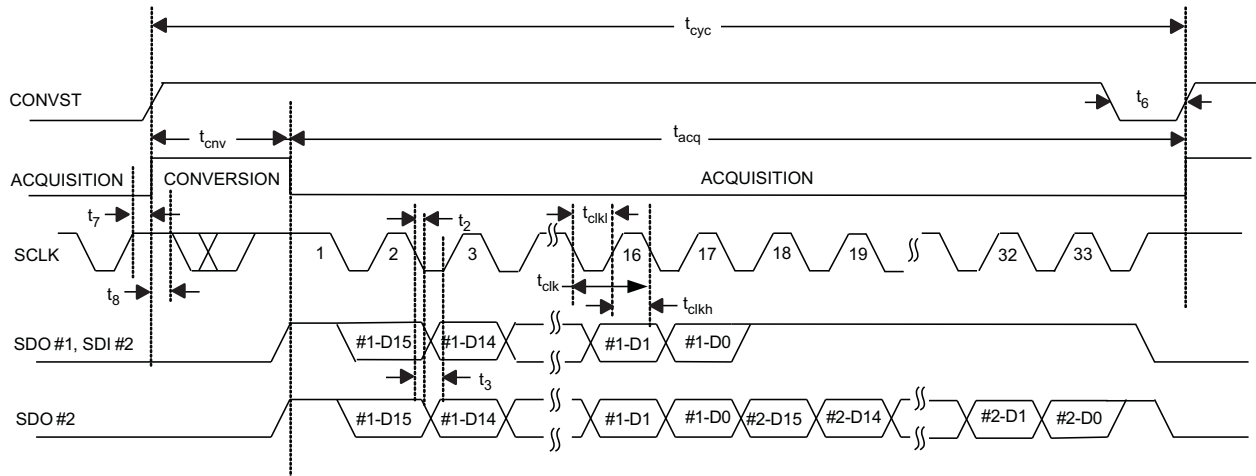 tcyc
CONVST
t6
tcnv
tacq
ACQUISITION
CONVERSION
ACQUISITION
t7
t2
tclkl
SCLK
1
2
3
16
17
18
19
32
33
t8
tclk
tclkh
SDO #1, SDI #2
#1-D15
#1-D14
#1-D1
#1-D0
t3
SDO #2
#1-D15
#1-D14
#1-D1
#1-D0
#2-D15
#2-D14
#2-D1
#2-D0